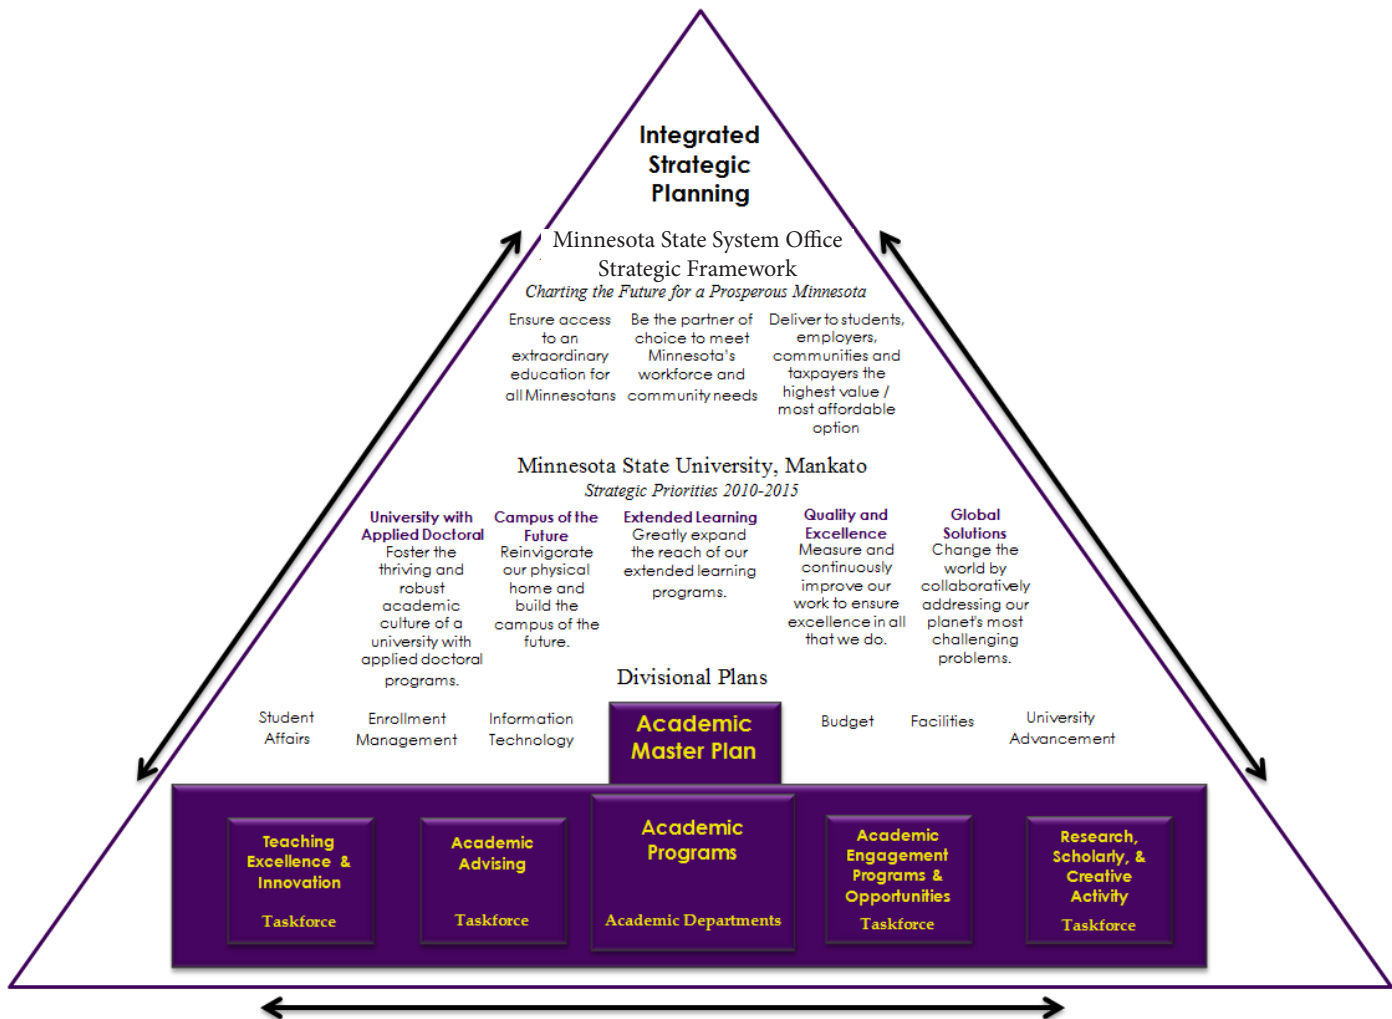 Integrated
Strategic
Planning
Minnesota State System Office
Strategic Framework
Charting the Future for a Prosperous Minnesota
Ensure access
to an
extraordinary
education for
all Minnesotans
Be the partner of
choice to meet
Minnesota's
workforce and
community needs
Deliver to students,
employers,
communities and
taxpayers the
highest value /
most affordable
option
Minnesota State University, Mankato
Strategic Priorities 2010-2015
University with
Applied Doctoral
Foster the
thriving and
robust
academic
culture of a
university with
applied doctoral
programs.
Campus of the
Future
Reinvigorate
our physical
home and
build the
campus of the
future.
Extended Learning
Greatly expand
the reach of our
extended learning
programs.
Quality and
Excellence
Measure and
continuously
improve our
work to ensure
excellence in all
that we do.
Global
Solutions
Change the
world by
collaboratively
addressing our
planet's most
challenging
problems.
Divisional Plans
Student
Affairs
Enrollment
Management
Information
Technology
Academic
Master Plan
Budget
Facilities
University
Advancement
Teaching
Excellence &
Innovation
Taskforce
Academic
Advising
Taskforce
Academic
Programs
Academic Departments
Academic
Engagement
Programs &
Opportunities
Taskforce
Research,
Scholarly, &
Creative
Activity
Taskforce